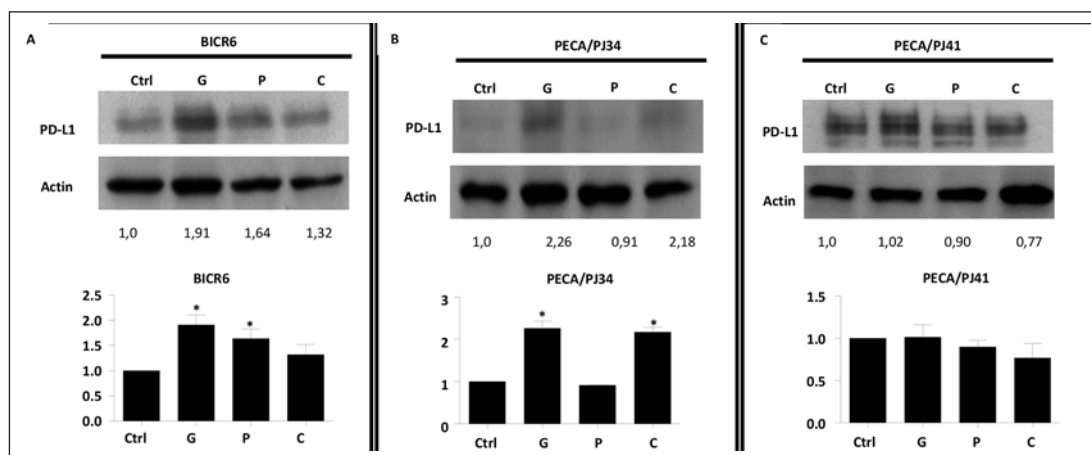 A
BICR6
Ctrl G P C
PD-L1
Actin
1,0 1,91 1,64 1,32
BICR6
2.5
2.0
1.5
1.0
0.5
0.0
* *
Ctrl G P C
B
PECA/PJ34
Ctrl G P C
PD-L1
Actin
1,0 2,26 0,91 2,18
PECA/PJ34
3
2
1
0
* *
Ctrl G P C
C
PECA/PJ41
Ctrl G P C
PD-L1
Actin
1,0 1,02 0,90 0,77
PECA/PJ41
1.5
1.0
0.5
0.0
Ctrl G P C